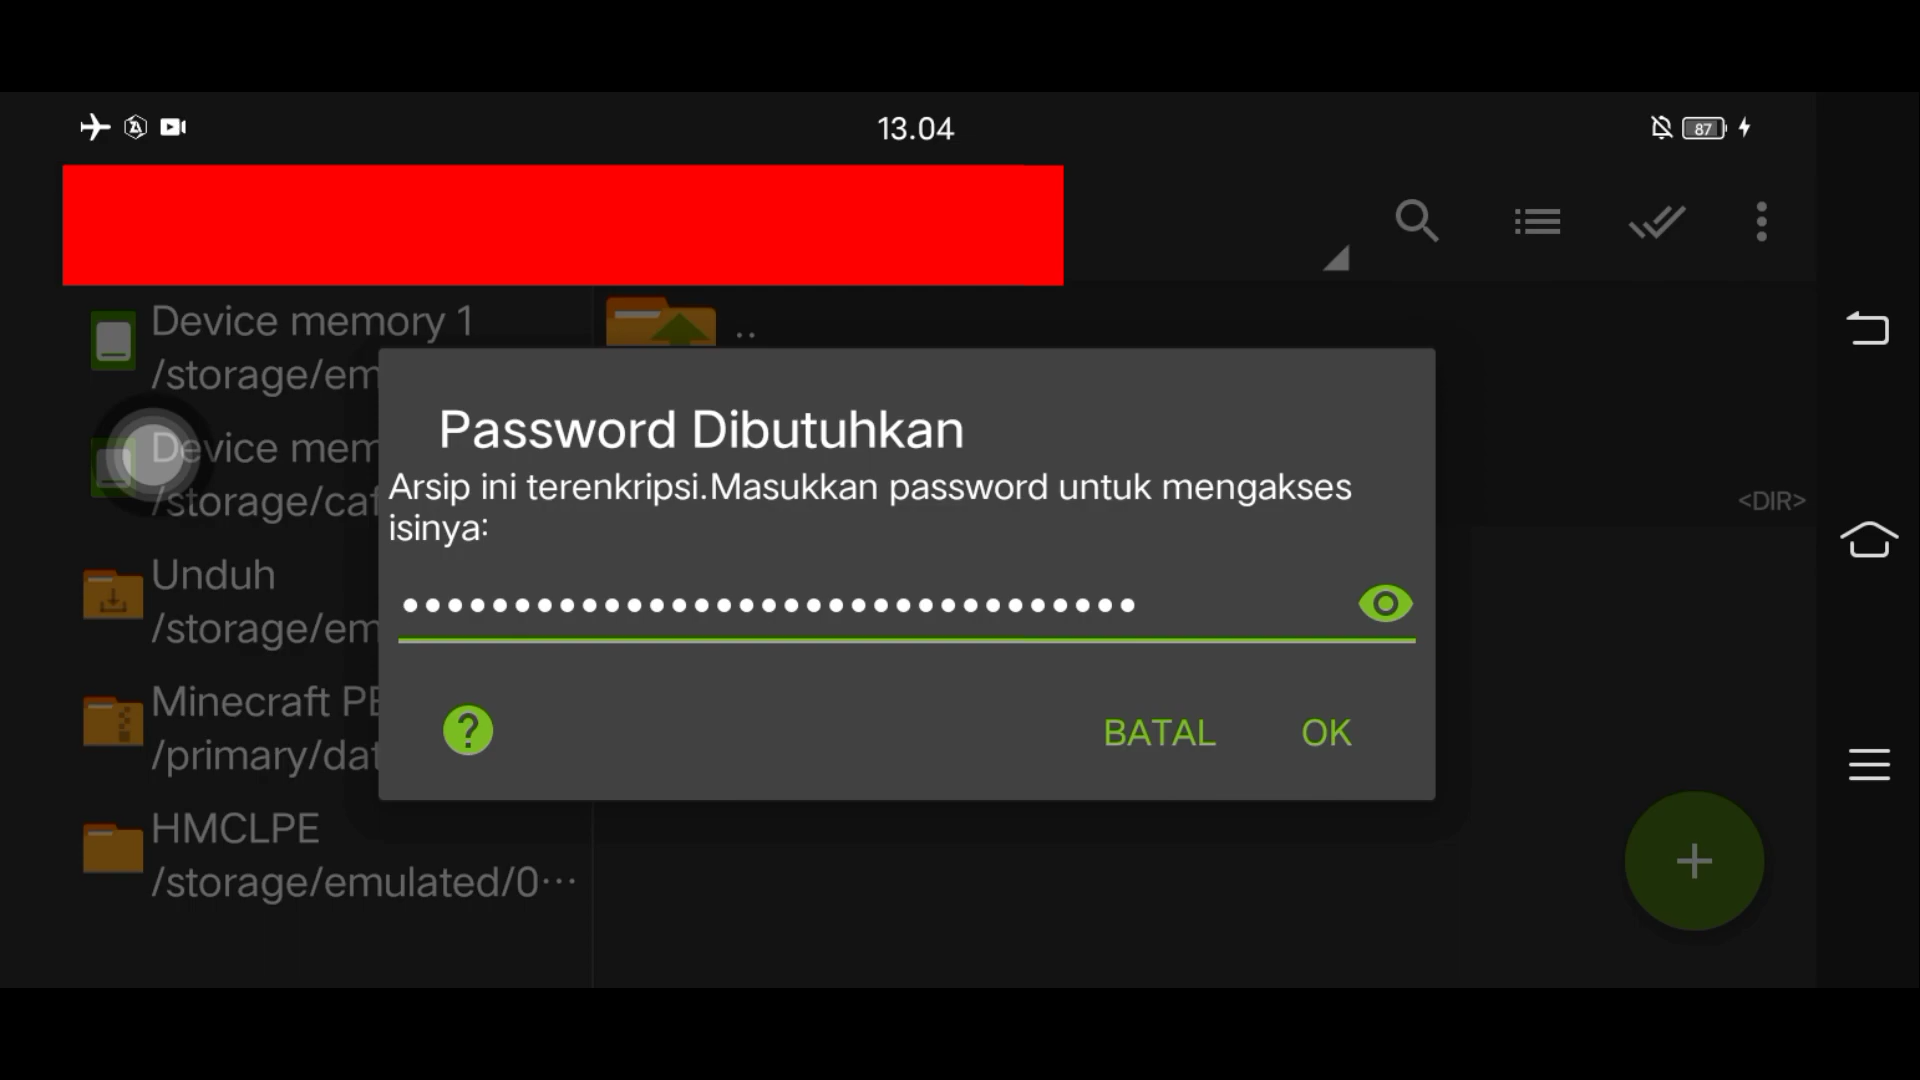 13.04
87
Device memory 1
/storage/em
..
Device mem
/storage/caf
<DIR>
Unduh
/storage/em
Minecraft PE
/primary/dat
HMCLPE
/storage/emulated/0···
Password Dibutuhkan
Arsip ini terenkripsi.Masukkan password untuk mengakses
isinya:
•••••••••••••••••••••••••••••••••
?
BATAL
OK
+